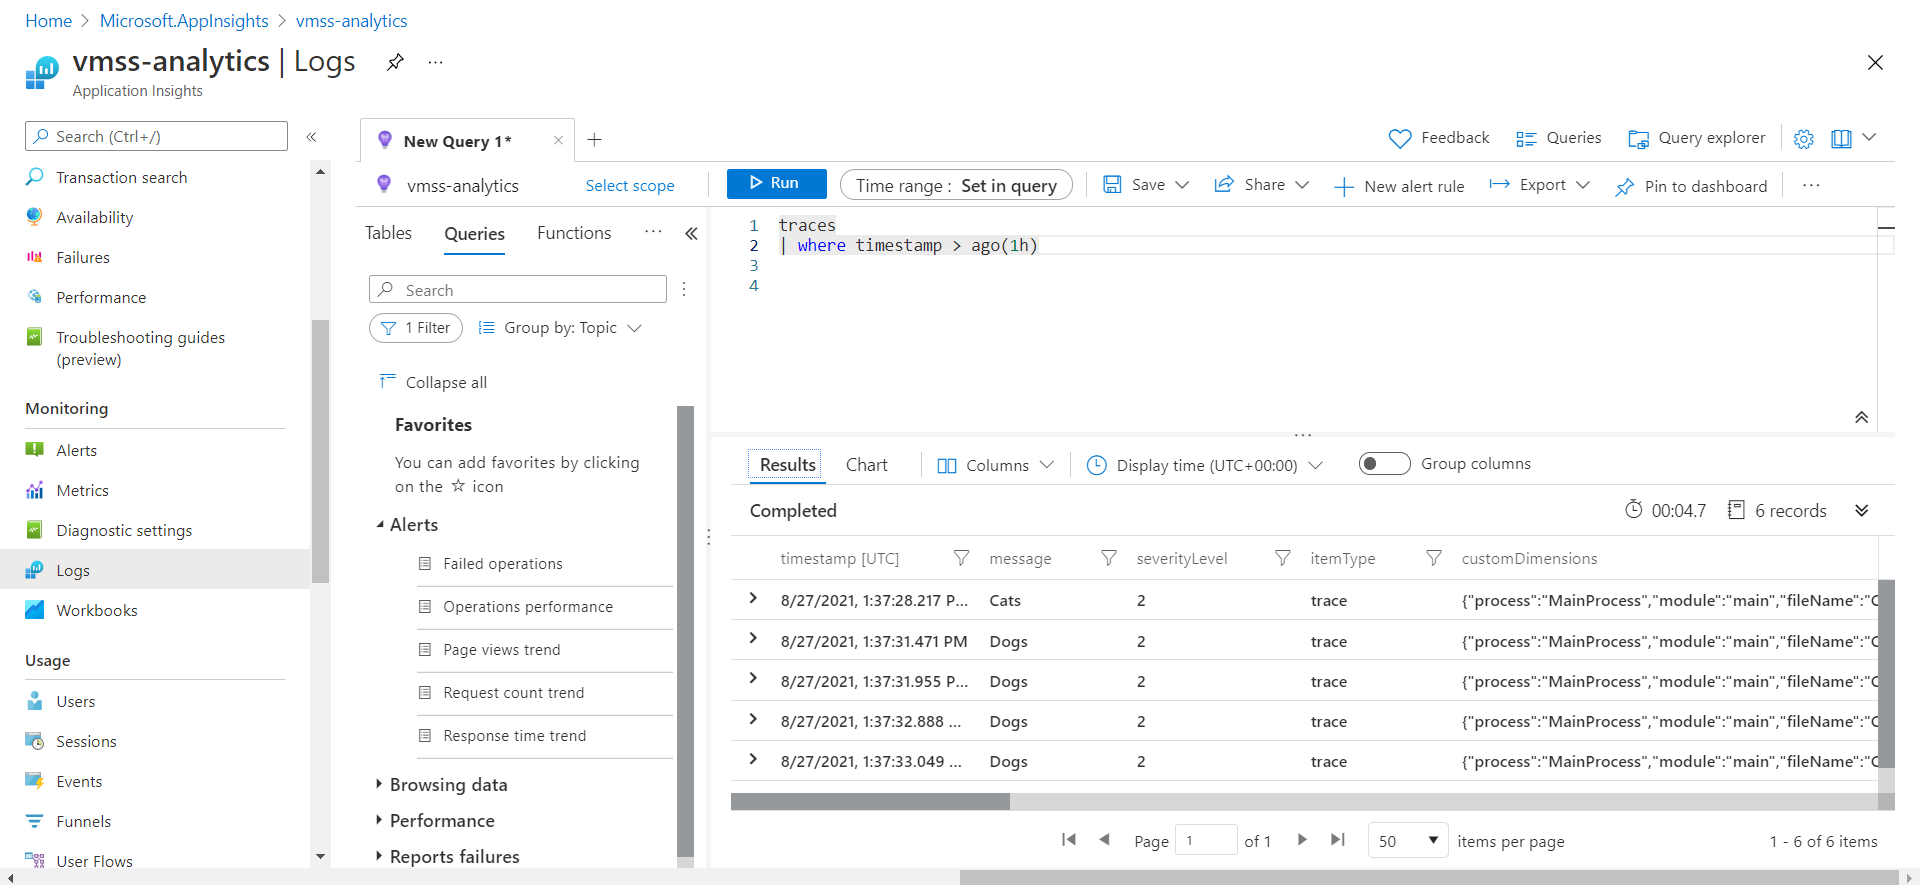 Home > Microsoft.AppInsights > vmss-analytics
vmss-analytics | Logs
Application Insights
Search (Ctrl+/)
Transaction search
Availability
Failures
Performance
Troubleshooting guides
(preview)
Monitoring
Alerts
Metrics
Diagnostic settings
Logs
Workbooks
Usage
Users
Sessions
Events
Funnels
User Flows
New Query 1*
Feedback Queries Query explorer
vmss-analytics Select scope Run Time range : Set in query Save Share New alert rule Export Pin to dashboard
Tables Queries Functions
Search
1 Filter Group by: Topic
Collapse all
Favorites
You can add favorites by clicking
on the ☆ icon
Alerts
Failed operations
Operations performance
Page views trend
Request count trend
Response time trend
Browsing data
Performance
Reports failures
1 traces
2 | where timestamp > ago(1h)
3
4
Results Chart Columns Display time (UTC+00:00) Group columns
Completed 00:04.7 6 records
timestamp [UTC] message severityLevel itemType customDimensions
8/27/2021, 1:37:28.217 P... Cats 2 trace {"process":"MainProcess","module":"main","fileName":"C
8/27/2021, 1:37:31.471 PM Dogs 2 trace {"process":"MainProcess","module":"main","fileName":"C
8/27/2021, 1:37:31.955 P... Dogs 2 trace {"process":"MainProcess","module":"main","fileName":"C
8/27/2021, 1:37:32.888 ... Dogs 2 trace {"process":"MainProcess","module":"main","fileName":"C
8/27/2021, 1:37:33.049 ... Dogs 2 trace {"process":"MainProcess","module":"main","fileName":"C
Page 1 of 1 50 items per page 1 - 6 of 6 items